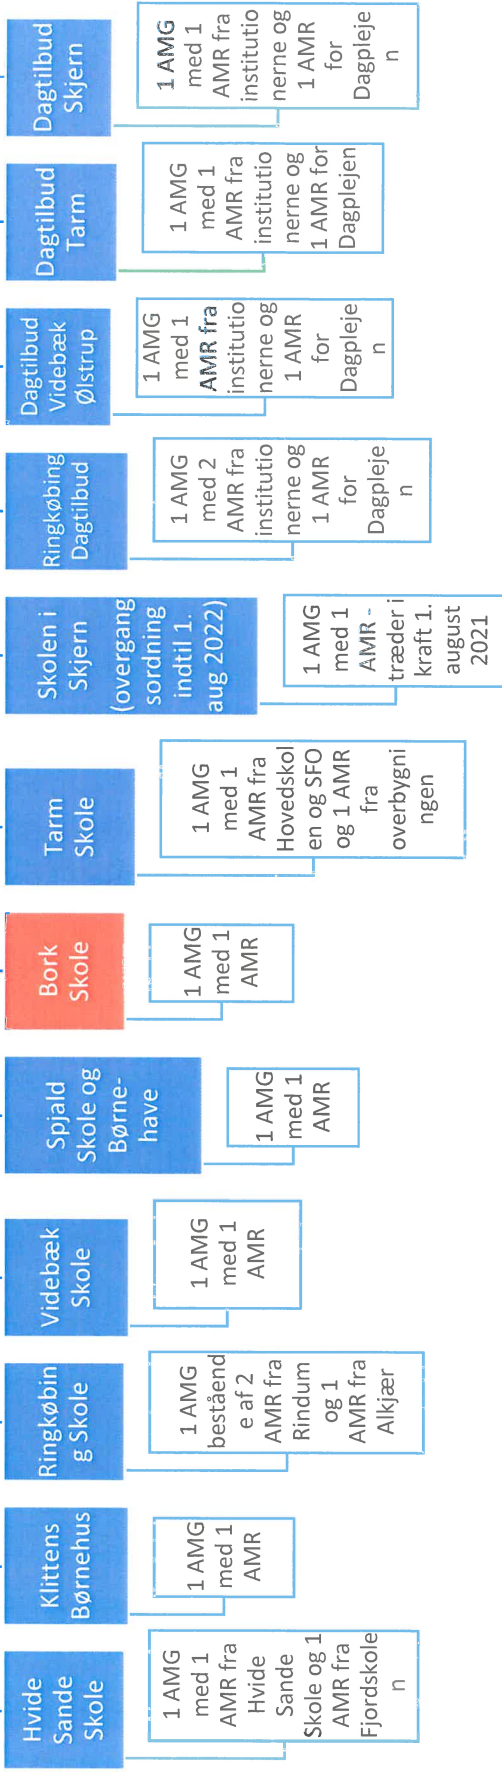 Hvide
Sande
Skole
1 AMG
med 1
AMR fra
Hvide
Sande
Skole og 1
AMR fra
Fjordskole
n
Klittens
Børnehus
1 AMG
med 1
AMR
Ringkøbin
g Skole
1 AMG
beståend
e af 2
AMR fra
Rindum
og 1
AMR fra
Alkjær
Videbæk
Skole
1 AMG
med 1
AMR
Spjald
Skole og
Børne-
have
1 AMG
med 1
AMR
Bork
Skole
1 AMG
med 1
AMR
Tarm
Skole
1 AMG
med 1
AMR fra
Hovedskol
en og SFO
og 1 AMR
fra
overbygni
ngen
Skolen i
Skjern
(overgang
sordning
indtil 1.
aug 2022)
1 AMG
med 1
AMR -
træder i
kraft 1.
august
2021
Ringkøbing
Dagtilbud
1 AMG
med 2
AMR fra
institutio
nerne og
1 AMR
for
Dagpleje
n
Dagtilbud
Videbæk
Ølstrup
1 AMG
med 1
AMR fra
institutio
nerne og
1 AMR
for
Dagpleje
n
Dagtilbud
Tarm
1 AMG
med 1
AMR fra
institutio
nerne og
1 AMR for
Dagplejen
Dagtilbud
Skjern
1 AMG
med 1
AMR fra
institutio
nerne og
1 AMR
for
Dagpleje
n